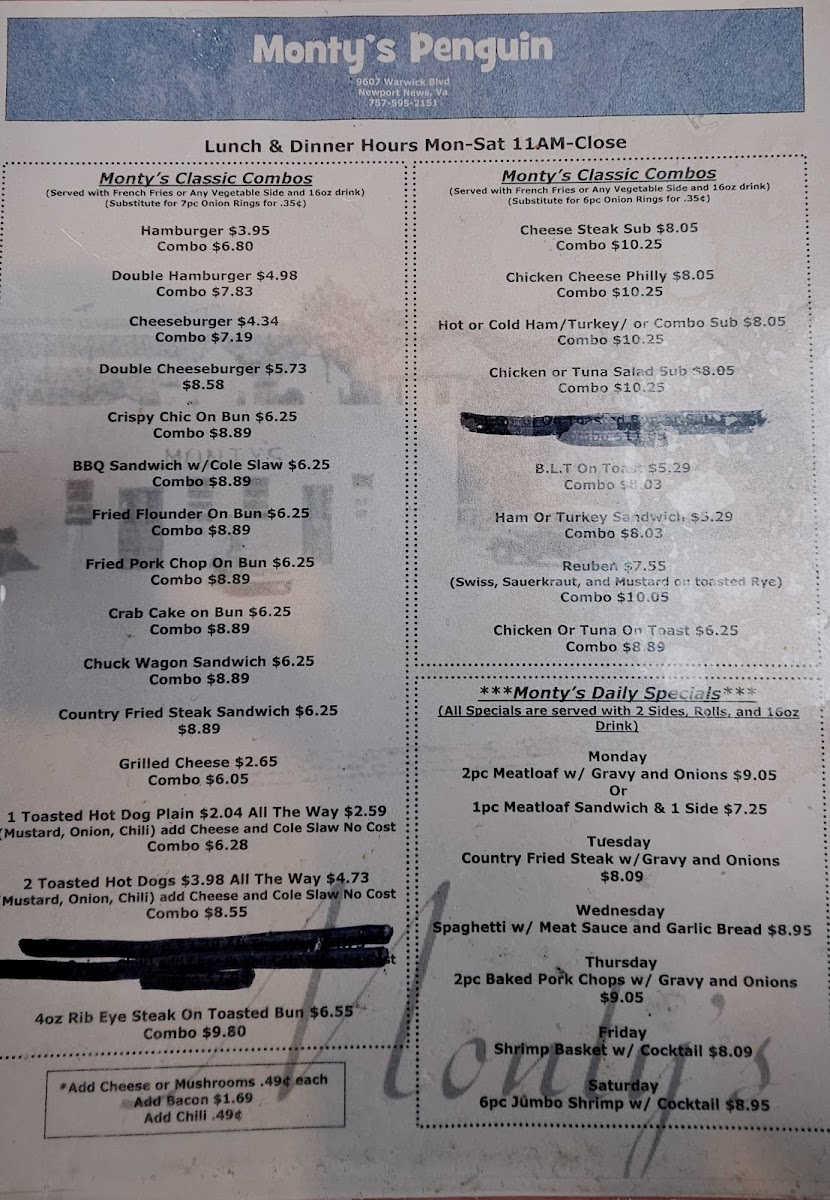 Monty's Penguin
9607 Warwick Blvd
Newport News, Va
757-595-2151
Lunch & Dinner Hours Mon-Sat 11AM-Close
Monty's Classic Combos
(Served with French Fries or Any Vegetable Side and 16oz drink)
(Substitute for 7pc Onion Rings for .35¢)
Hamburger $3.95
Combo $6.80
Double Hamburger $4.98
Combo $7.83
Cheeseburger $4.34
Combo $7.19
Double Cheeseburger $5.73
$8.58
Crispy Chic On Bun $6.25
Combo $8.89
BBQ Sandwich w/Cole Slaw $6.25
Combo $8.89
Fried Flounder On Bun $6.25
Combo $8.89
Fried Pork Chop On Bun $6.25
Combo $8.89
Crab Cake on Bun $6.25
Combo $8.89
Chuck Wagon Sandwich $6.25
Combo $8.89
Country Fried Steak Sandwich $6.25
$8.89
Grilled Cheese $2.65
Combo $6.05
1 Toasted Hot Dog Plain $2.04 All The Way $2.59
(Mustard, Onion, Chili) add Cheese and Cole Slaw No Cost
Combo $6.28
2 Toasted Hot Dogs $3.98 All The Way $4.73
Mustard, Onion, Chili) add Cheese and Cole Slaw No Cost
Combo $8.55
4oz Rib Eye Steak On Toasted Bun $6.55
Combo $9.80
*Add Cheese or Mushrooms .49¢ each
Add Bacon $1.69
Add Chili .49¢
Monty's Classic Combos
(Served with French Fries or Any Vegetable Side and 16oz drink)
(Substitute for 6pc Onion Rings for .35¢)
Cheese Steak Sub $8.05
Combo $10.25
Chicken Cheese Philly $8.05
Combo $10.25
Hot or Cold Ham/Turkey/ or Combo Sub $8.05
Combo $10.25
Chicken or Tuna Salad Sub $8.05
Combo $10.25
B.L.T On Toast $5.29
Combo $8.03
Ham Or Turkey Sandwich $5.29
Combo $8.03
Reuben $7.55
(Swiss, Sauerkraut, and Mustard on toasted Rye)
Combo $10.05
Chicken Or Tuna On Toast $6.25
Combo $8.89
***Monty's Daily Specials***
(All Specials are served with 2 Sides, Rolls, and 16oz
Drink)
Monday
2pc Meatloaf w/ Gravy and Onions $9.05
Or
1pc Meatloaf Sandwich & 1 Side $7.25
Tuesday
Country Fried Steak w/Gravy and Onions
$8.09
Wednesday
Spaghetti w/ Meat Sauce and Garlic Bread $8.95
Thursday
2pc Baked Pork Chops w/ Gravy and Onions
$9.05
Friday
Shrimp Basket w/ Cocktail $8.09
Saturday
6pc Jumbo Shrimp w/ Cocktail $8.95
Monty's